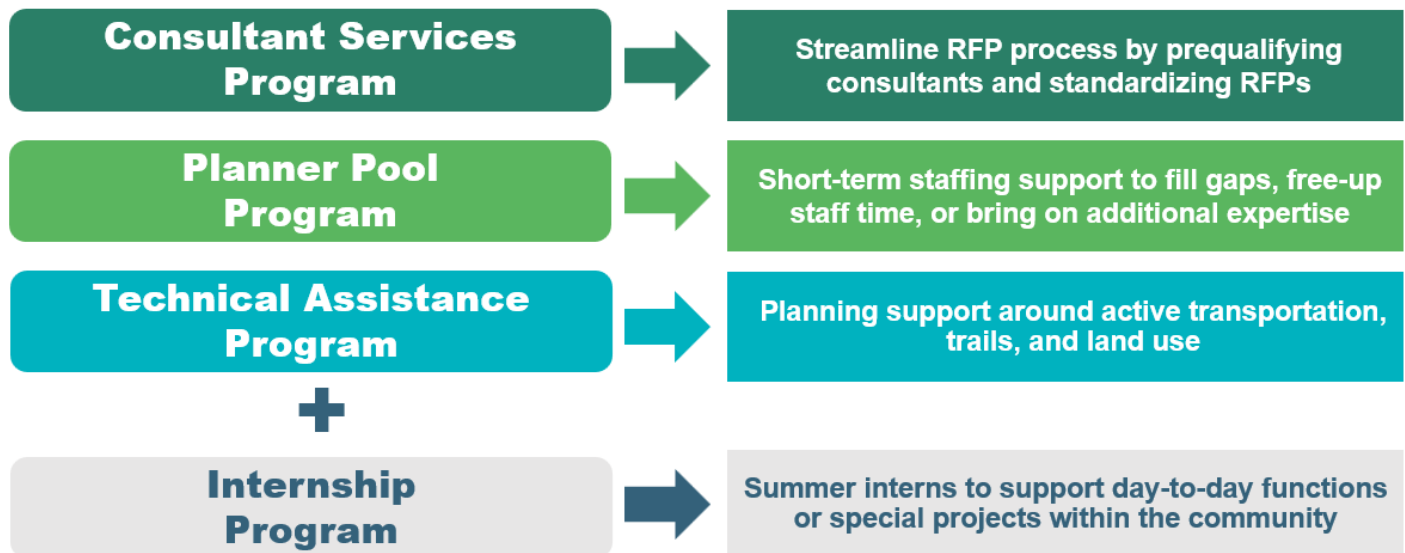 Consultant Services
Program
Streamline RFP process by prequalifying
consultants and standardizing RFPs
Planner Pool
Program
Short-term staffing support to fill gaps, free-up
staff time, or bring on additional expertise
Technical Assistance
Program
Planning support around active transportation,
trails, and land use
+
Internship
Program
Summer interns to support day-to-day functions
or special projects within the community